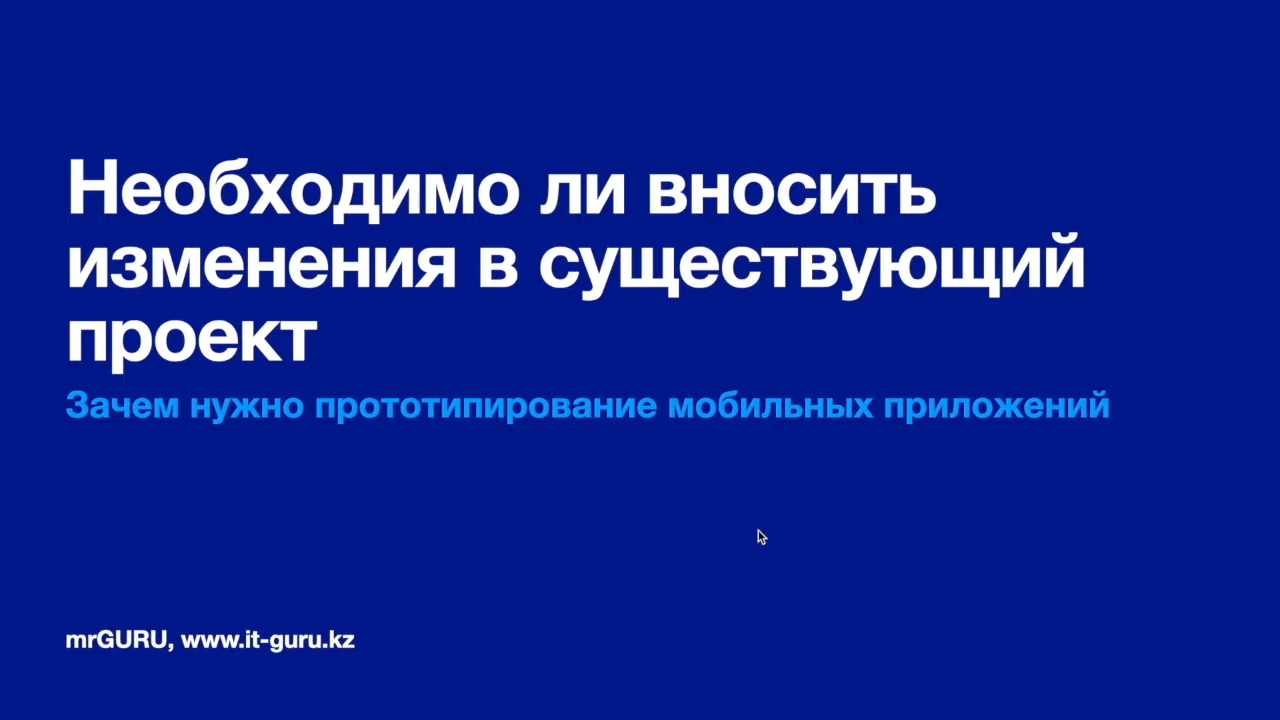 Необходимо ли вносить
изменения в существующий
проект
Зачем нужно прототипирование мобильных приложений
mrGURU, www.it-guru.kz